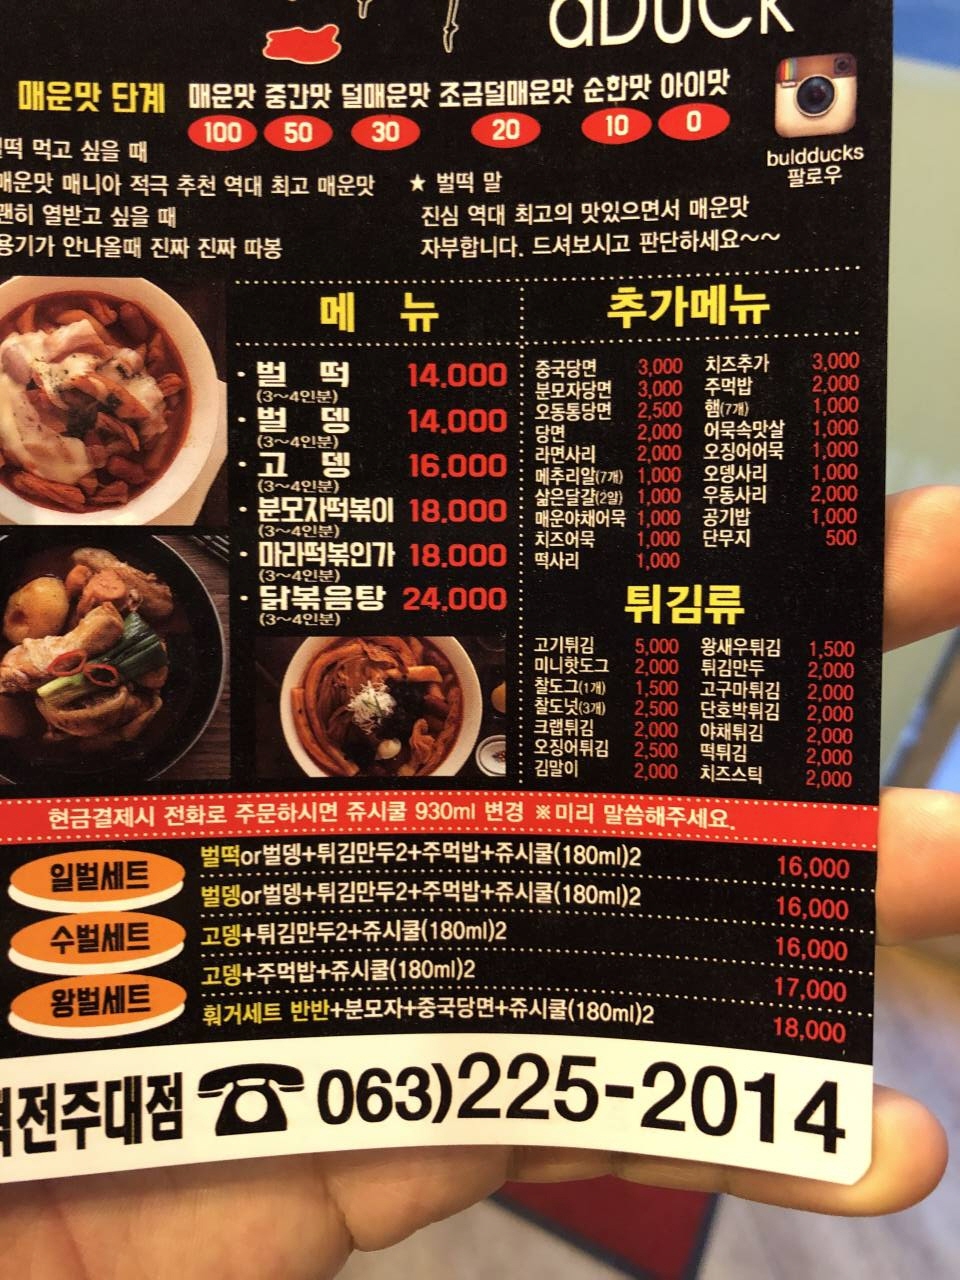 aDUCK
매운맛 단계 매운맛 중간맛 덜매운맛 조금덜매운맛 순한맛 아이맛
100 50 30 20 10 0
buldducks
팔로우
떡 먹고 싶을 때
매운맛 매니아 적극 추천 역대 최고 매운맛
괜히 열받고 싶을 때
용기가 안나올때 진짜 진짜 따봉
★ 벌떡 말
진심 역대 최고의 맛있으면서 매운맛
자부합니다. 드셔보시고 판단하세요~~
메 뉴
· 벌 떡 14.000
(3~4인분)
· 벌 뎅 14.000
(3~4인분)
· 고 뎅 16.000
(3~4인분)
· 분모자떡볶이 18.000
(3~4인분)
· 마라떡볶인가 18.000
(3~4인분)
· 닭볶음탕 24.000
(3~4인분)
추가메뉴
중국당면 3,000
분모자당면 3,000
오동통당면 2,500
당면 2,000
라면사리 2,000
메추리알(7개) 1,000
삶은달걀(2알) 1,000
매운야채어묵 1,000
치즈어묵 1,000
떡사리 1,000
치즈추가 3,000
주먹밥 2,000
햄(7개) 1,000
어묵속맛살 1,000
오징어어묵 1,000
오뎅사리 1,000
우동사리 2,000
공기밥 1,000
단무지 500
튀김류
고기튀김 5,000
미니핫도그 2,000
찰도그(1개) 1,500
찰도넛(3개) 2,500
크랩튀김 2,000
오징어튀김 2,500
김말이 2,000
왕새우튀김 1,500
튀김만두 2,000
고구마튀김 2,000
단호박튀김 2,000
야채튀김 2,000
떡튀김 2,000
치즈스틱 2,000
현금결제시 전화로 주문하시면 쥬시쿨 930ml 변경 ※미리 말씀해주세요.
일벌세트
수벌세트
왕벌세트
벌떡or벌뎅+튀김만두2+주먹밥+쥬시쿨(180ml)2 16,000
벌뎅or벌뎅+튀김만두2+주먹밥+쥬시쿨(180ml)2 16,000
고뎅+튀김만두2+쥬시쿨(180ml)2 16,000
고뎅+주먹밥+쥬시쿨(180ml)2 17,000
훠거세트 반반+분모자+중국당면+쥬시쿨(180ml)2 18,000
전주대점 ☎ 063)225-2014